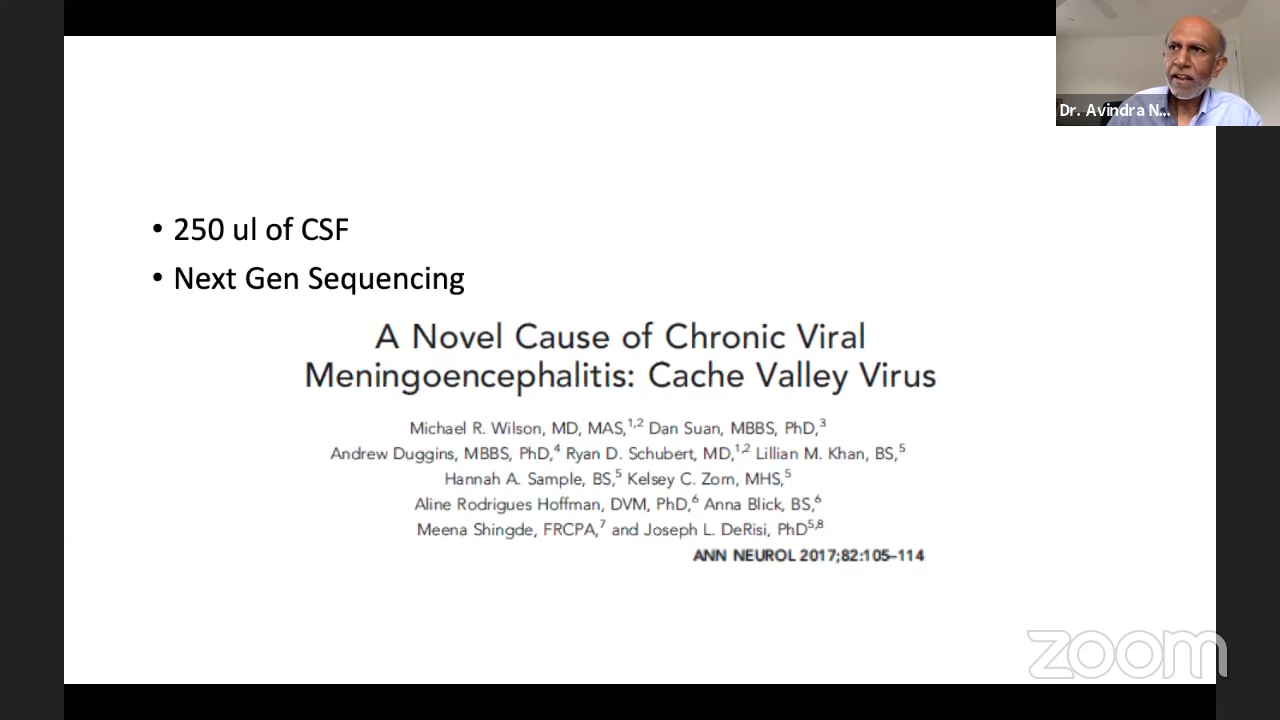 Dr. Avindra N...
• 250 ul of CSF
• Next Gen Sequencing
A Novel Cause of Chronic Viral
Meningoencephalitis: Cache Valley Virus
Michael R. Wilson, MD, MAS,1,2 Dan Suan, MBBS, PhD,3
Andrew Duggins, MBBS, PhD,4 Ryan D. Schubert, MD,1,2 Lillian M. Khan, BS,5
Hannah A. Sample, BS,5 Kelsey C. Zorn, MHS,5
Aline Rodrigues Hoffman, DVM, PhD,6 Anna Blick, BS,6
Meena Shingde, FRCPA,7 and Joseph L. DeRisi, PhD5,8
ANN NEUROL 2017;82:105–114
zoom